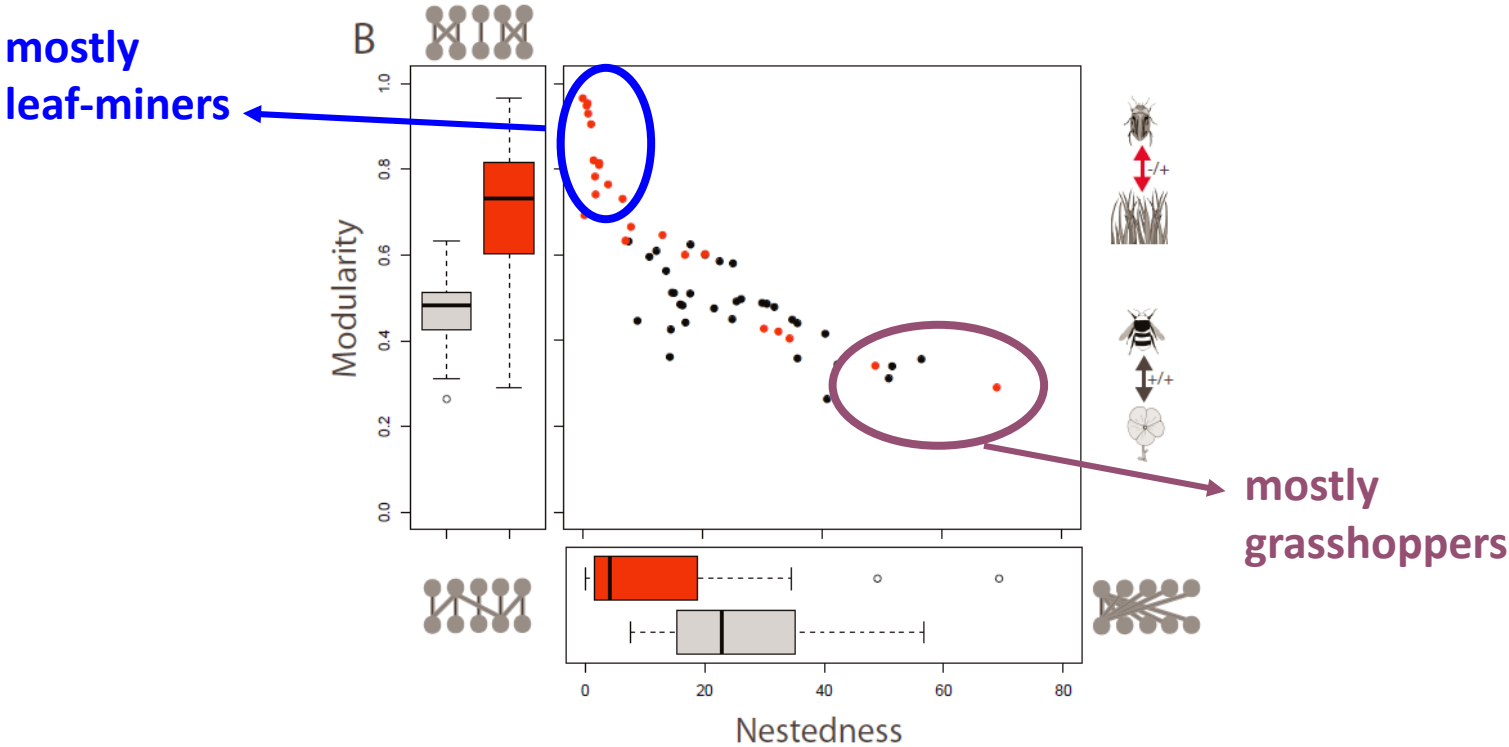 mostly
leaf-miners
B
Modularity
1.0
0.8
0.6
0.4
0.2
0.0
-/+
+/+
mostly
grasshoppers
0 20 40 60 80
Nestedness